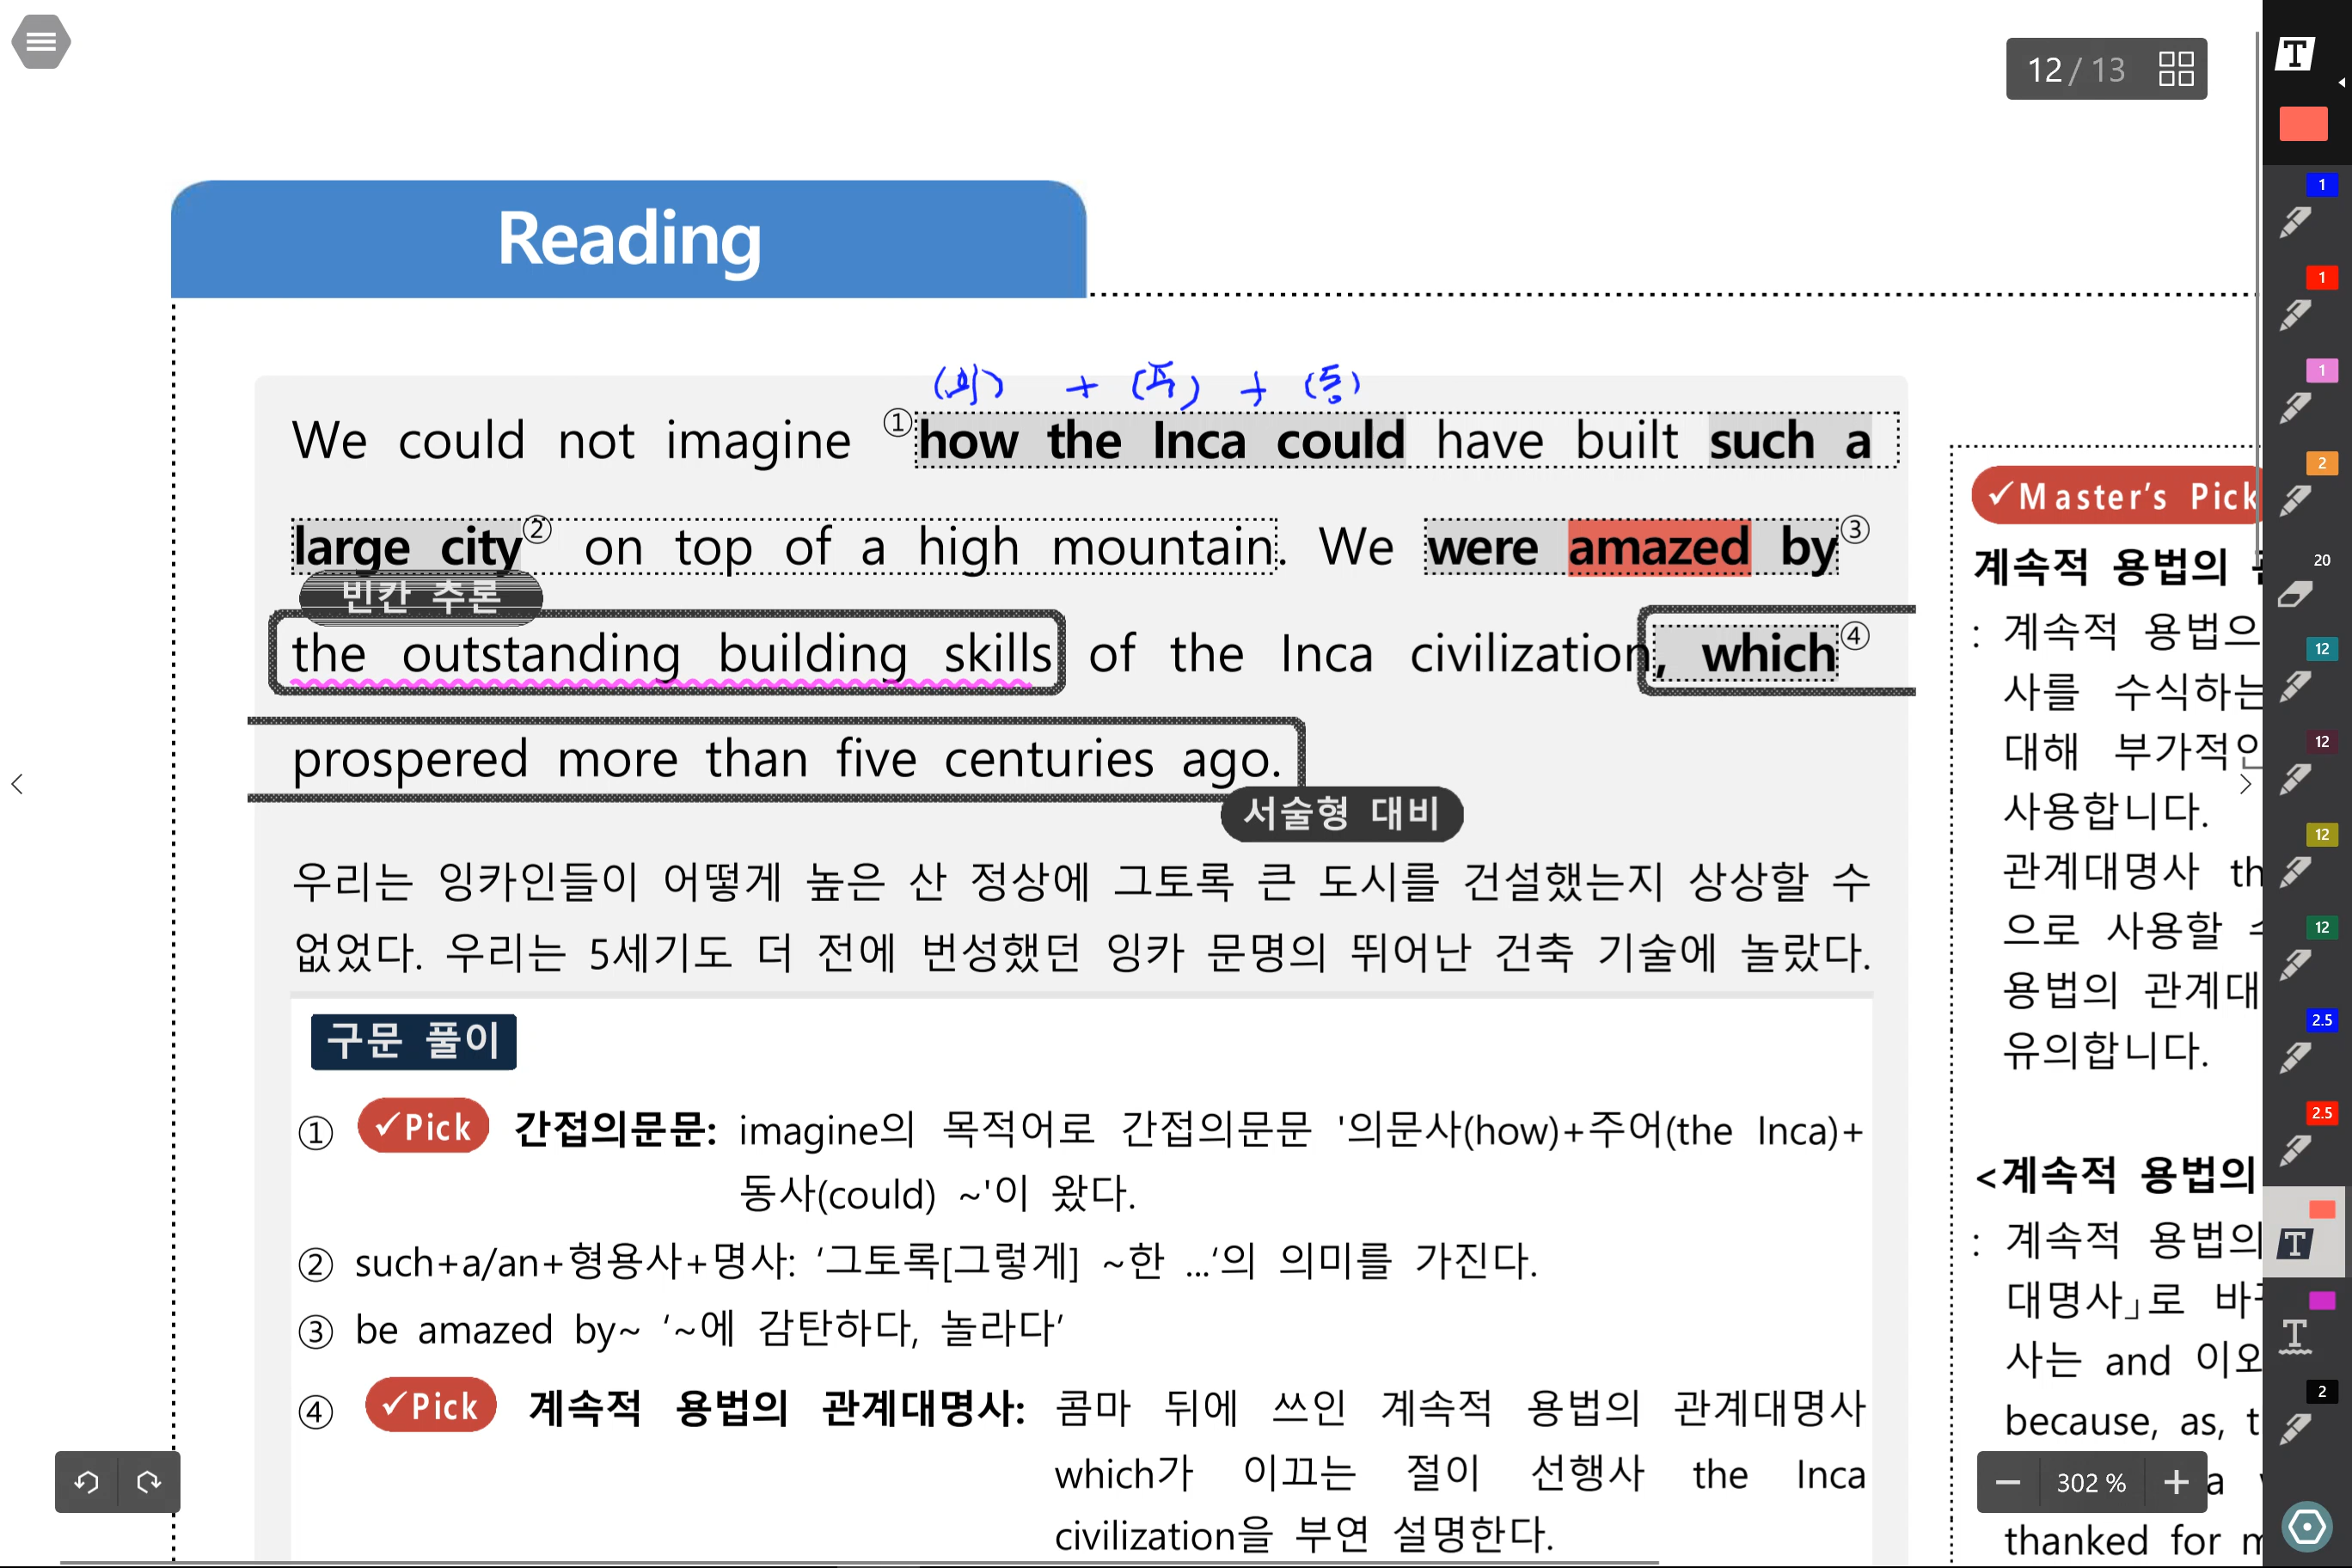 12 / 13
Reading
(의) + (주) + (동)
We could not imagine ①how the Inca could have built such a
large city② on top of a high mountain. We were amazed by③
빈칸 추론
the outstanding building skills of the Inca civilization, which④
prospered more than five centuries ago.
서술형 대비
우리는 잉카인들이 어떻게 높은 산 정상에 그토록 큰 도시를 건설했는지 상상할 수
없었다. 우리는 5세기도 더 전에 번성했던 잉카 문명의 뛰어난 건축 기술에 놀랐다.
구문 풀이
① ✓Pick 간접의문문: imagine의 목적어로 간접의문문 '의문사(how)+주어(the Inca)+
동사(could) ~'이 왔다.
② such+a/an+형용사+명사: ‘그토록[그렇게] ~한 ...‘의 의미를 가진다.
③ be amazed by~ ‘~에 감탄하다, 놀라다’
④ ✓Pick 계속적 용법의 관계대명사: 콤마 뒤에 쓰인 계속적 용법의 관계대명사
which가 이끄는 절이 선행사 the Inca
civilization을 부연 설명한다.
✓Master's Pick
계속적 용법의
: 계속적 용법으
사를 수식하는
대해 부가적인
사용합니다.
관계대명사 th
으로 사용할 수
용법의 관계대
유의합니다.
<계속적 용법의
: 계속적 용법의
대명사」로 바
사는 and 이외
because, as, t
a
thanked for m
302 %
T
1
1
1
2
20
12
12
12
12
2.5
2.5
T
T
2